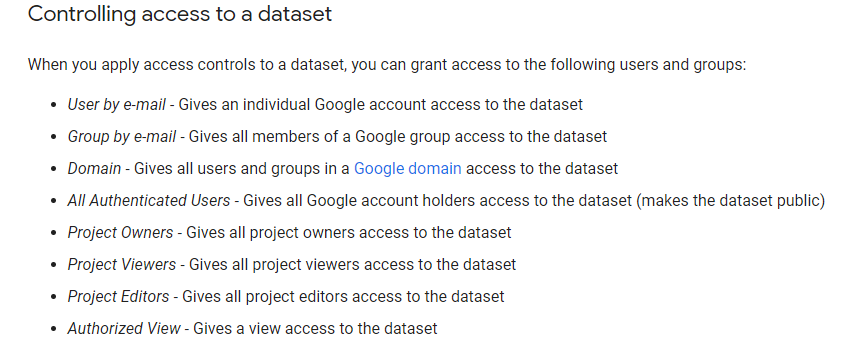 Controlling access to a dataset
When you apply access controls to a dataset, you can grant access to the following users and groups:
• User by e-mail - Gives an individual Google account access to the dataset
• Group by e-mail - Gives all members of a Google group access to the dataset
• Domain - Gives all users and groups in a Google domain access to the dataset
• All Authenticated Users - Gives all Google account holders access to the dataset (makes the dataset public)
• Project Owners - Gives all project owners access to the dataset
• Project Viewers - Gives all project viewers access to the dataset
• Project Editors - Gives all project editors access to the dataset
• Authorized View - Gives a view access to the dataset